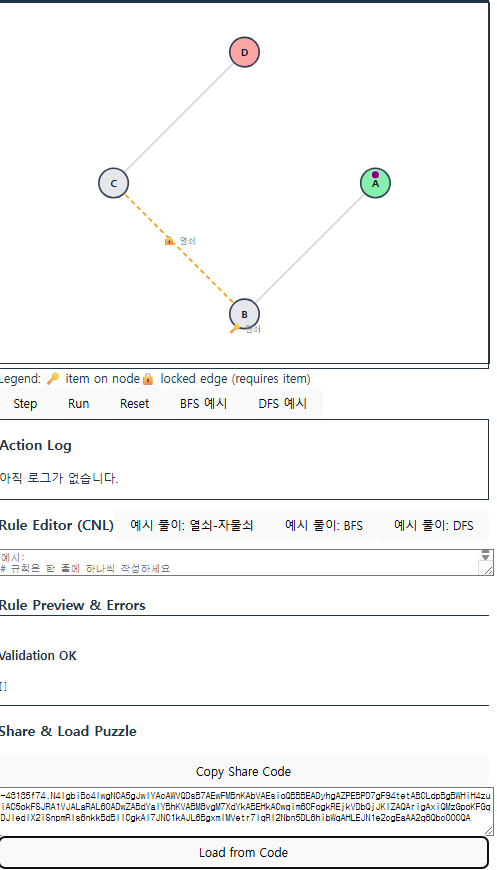 D
C
A
🔒 열쇠
B
🔑 열쇠
Legend: 🔑 item on node🔒 locked edge (requires item)
Step Run Reset BFS 예시 DFS 예시
Action Log
아직 로그가 없습니다.
Rule Editor (CNL) 예시 풀이: 열쇠-자물쇠 예시 풀이: BFS 예시 풀이: DFS
예시:
# 규칙은 한 줄에 하나씩 작성하세요
Rule Preview & Errors
Validation OK
[]
Share & Load Puzzle
Copy Share Code
Load from Code